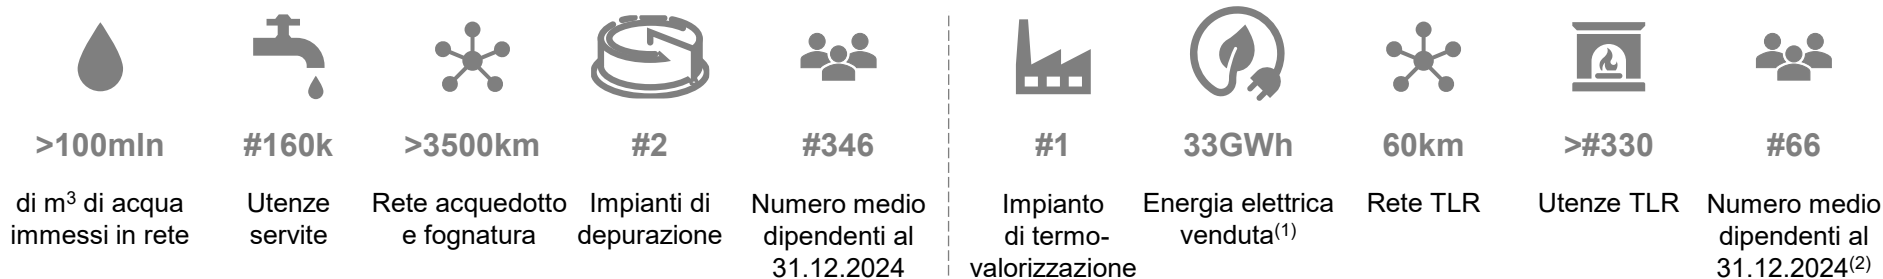 >100mln
di m³ di acqua
immessi in rete
#160k
Utenze
servite
>3500km
Rete acquedotto
e fognatura
#2
Impianti di
depurazione
#346
Numero medio
dipendenti al
31.12.2024
#1
Impianto
di termo-
valorizzazione
33GWh
Energia elettrica
venduta(1)
60km
Rete TLR
>#330
Utenze TLR
#66
Numero medio
dipendenti al
31.12.2024(2)